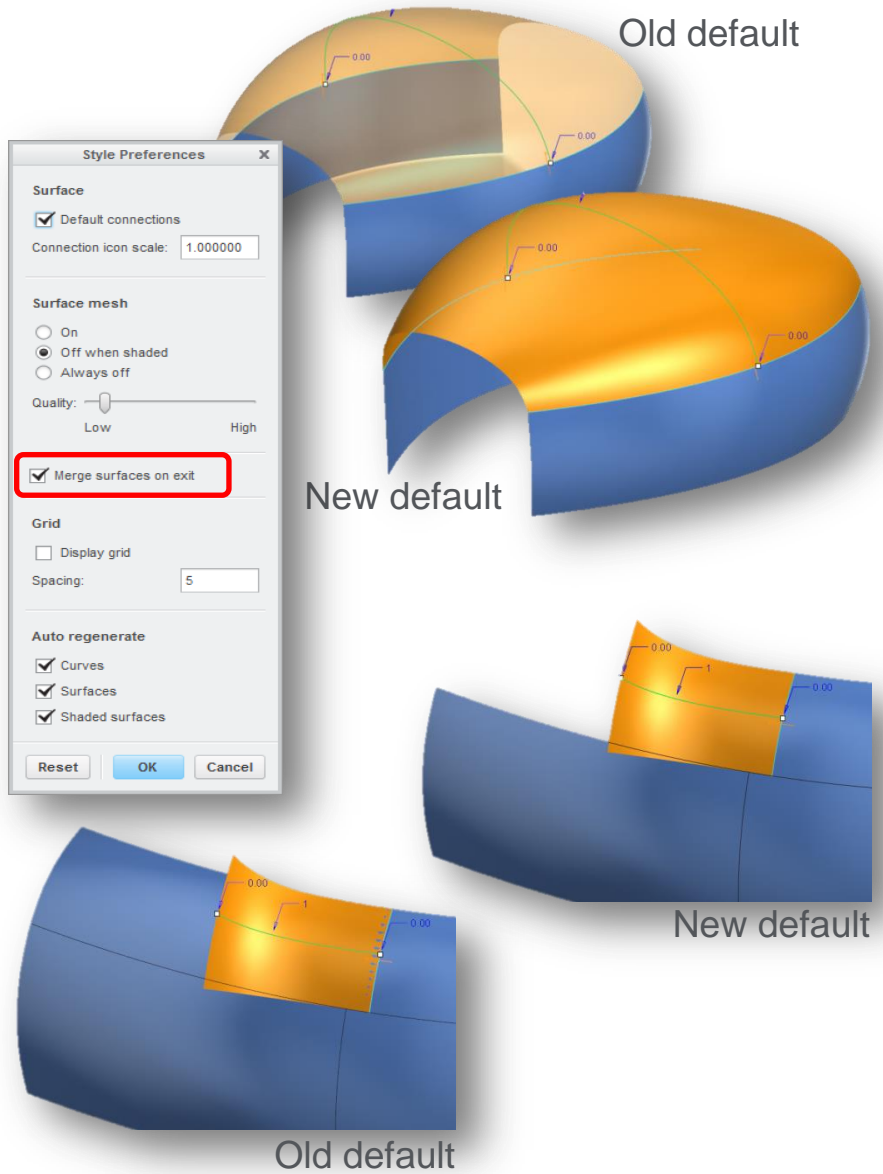 Old default
0.00
0.00
Style Preferences X
Surface
Default connections
Connection icon scale: 1.000000
Surface mesh
On
Off when shaded
Always off
Quality:
Low High
Merge surfaces on exit
Grid
Display grid
Spacing: 5
Auto regenerate
Curves
Surfaces
Shaded surfaces
Reset OK Cancel
0.00
0.00
New default
0.00
1
0.00
New default
0.00
1
0.00
Old default